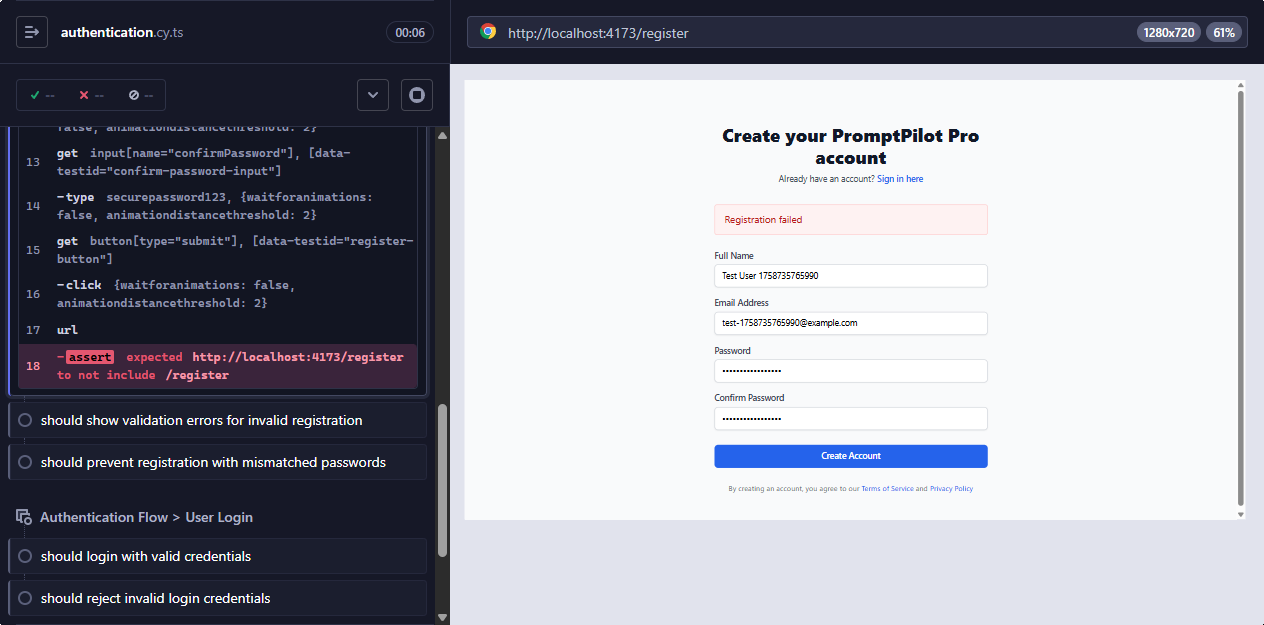 authentication.cy.ts
00:06
--
--
--
false, animationdistancethreshold: 2}
13 get input[name="confirmPassword"], [data-
testid="confirm-password-input"]
14 -type securepassword123, {waitforanimations:
false, animationdistancethreshold: 2}
15 get button[type="submit"], [data-testid="register-
button"]
16 -click {waitforanimations: false,
animationdistancethreshold: 2}
17 url
18 -assert expected http://localhost:4173/register
to not include /register
should show validation errors for invalid registration
should prevent registration with mismatched passwords
Authentication Flow > User Login
should login with valid credentials
should reject invalid login credentials
http://localhost:4173/register
1280x720
61%
Create your PromptPilot Pro
account
Already have an account? Sign in here
Registration failed
Full Name
Test User 1758735765990
Email Address
test-1758735765990@example.com
Password
•••••••••••••••••
Confirm Password
•••••••••••••••••
Create Account
By creating an account, you agree to our Terms of Service and Privacy Policy